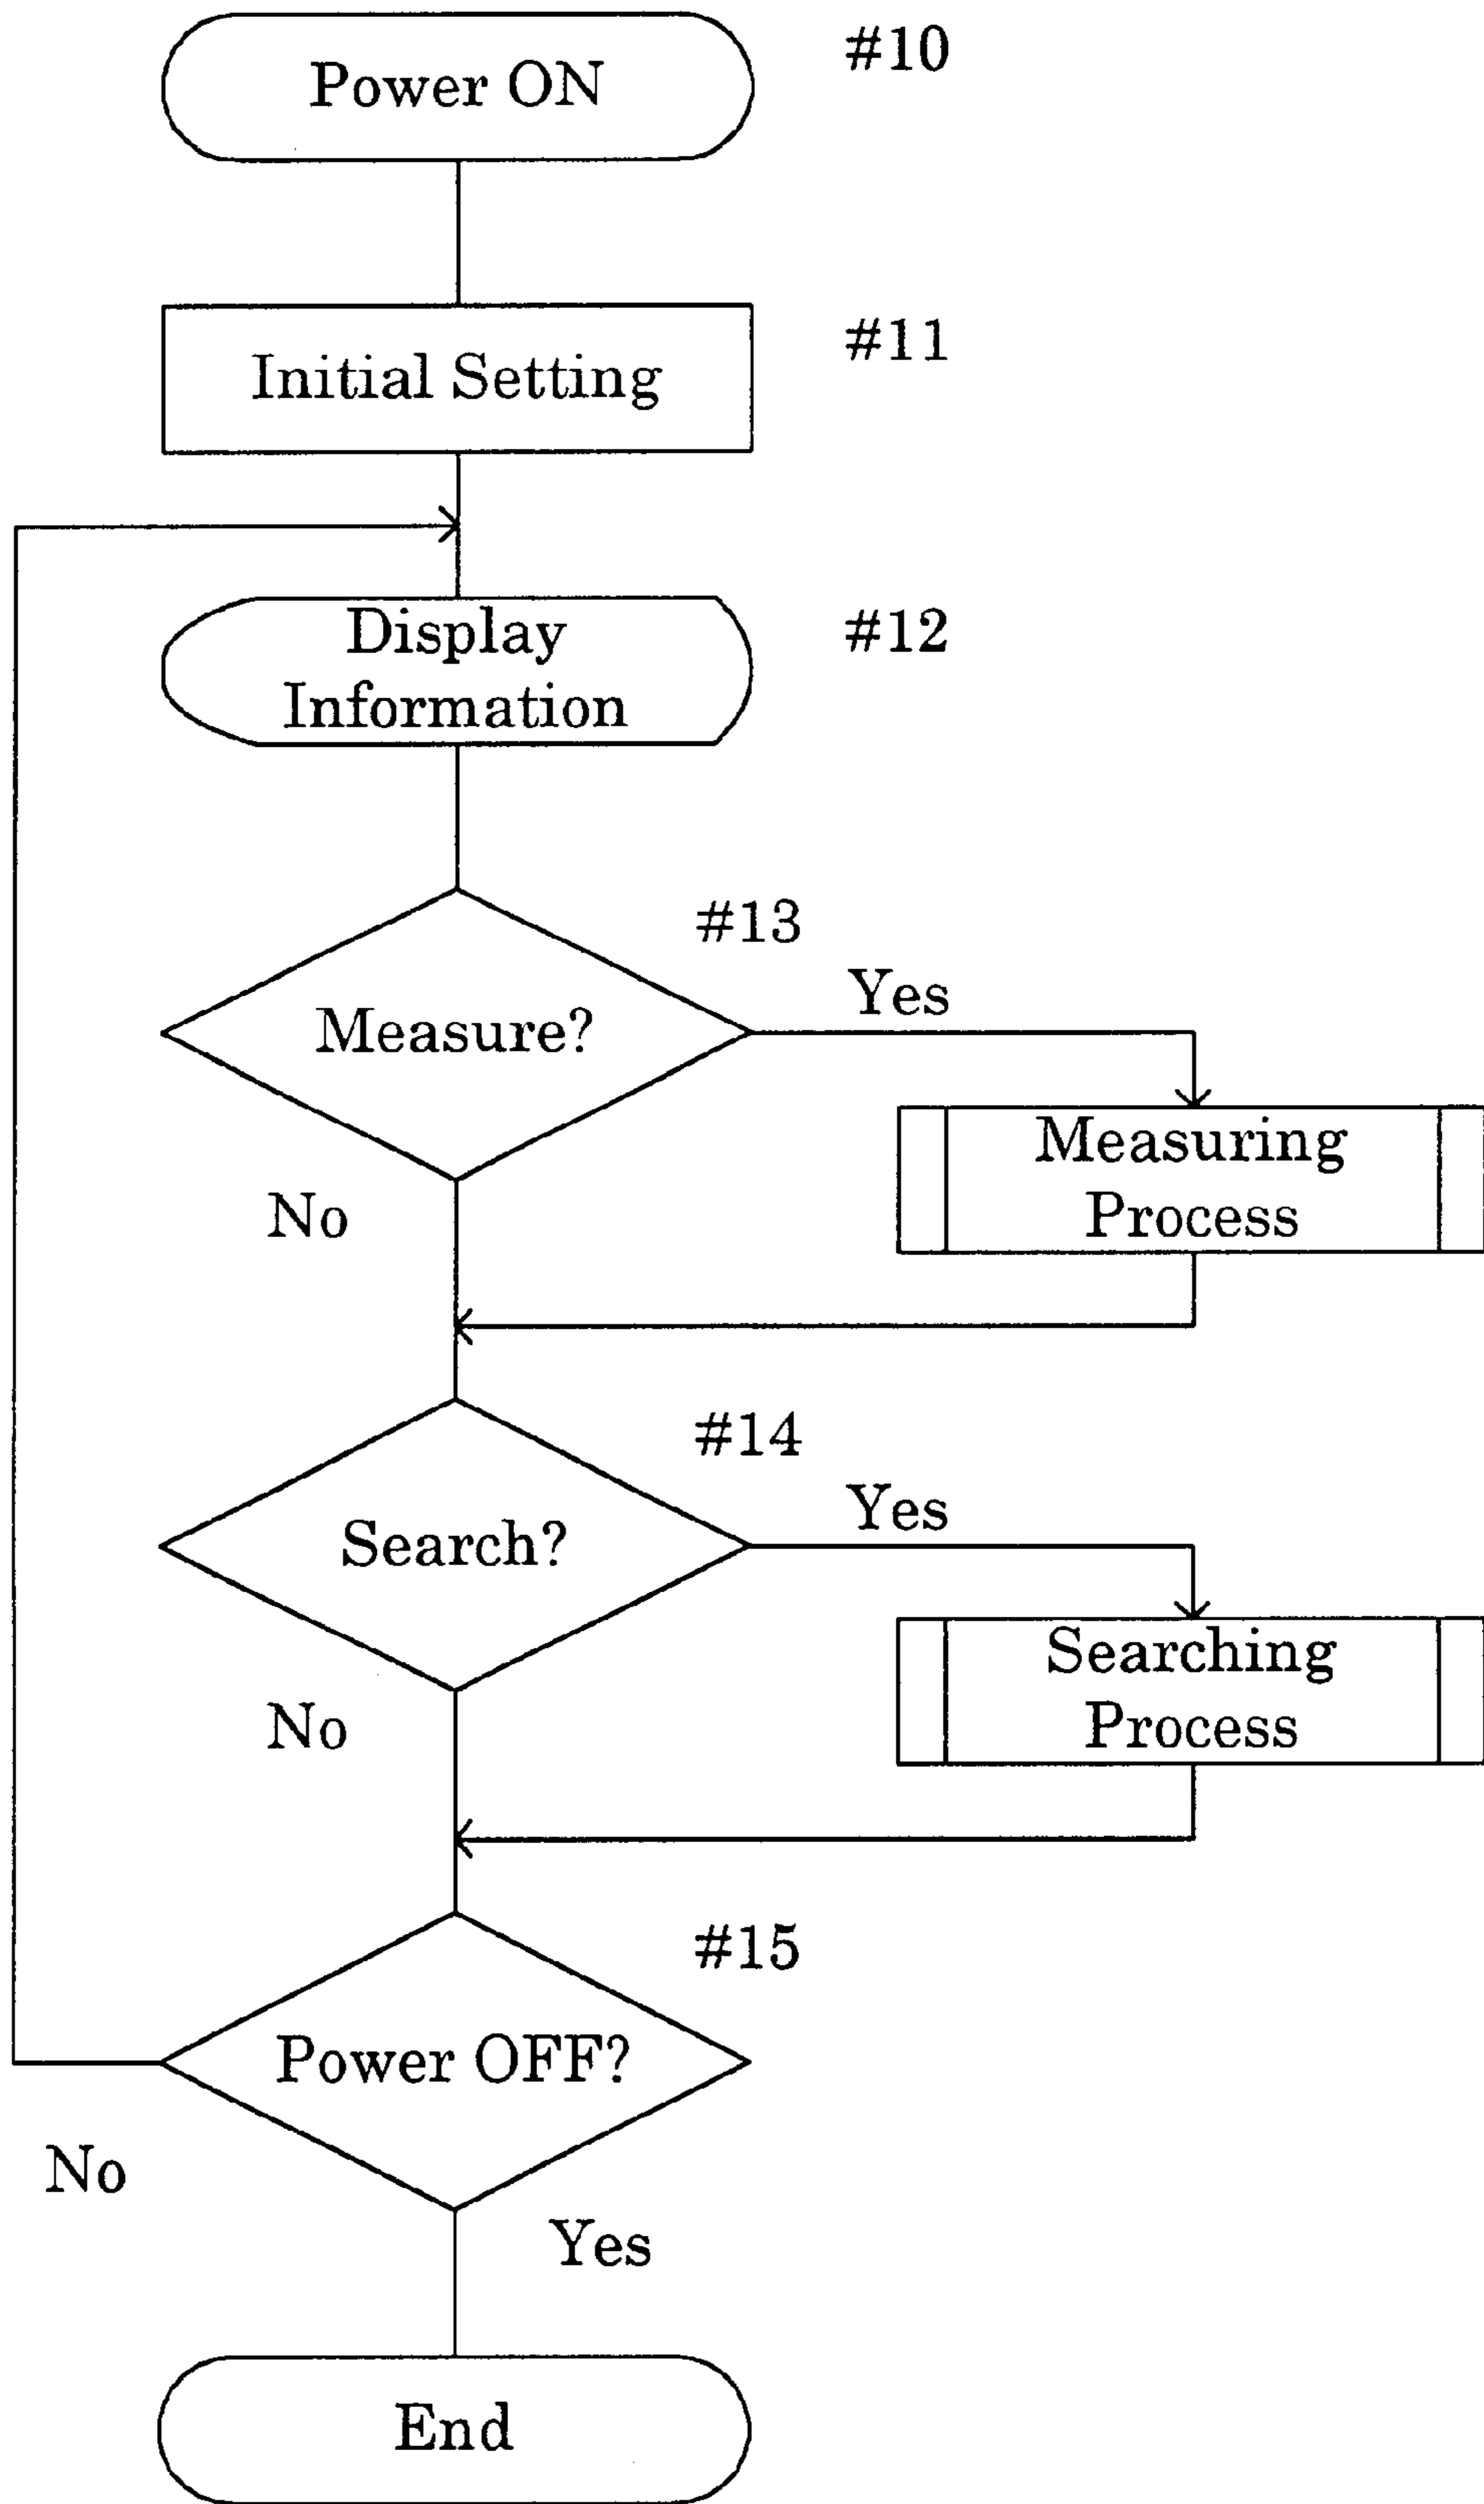 Power ON
#10
Initial Setting
#11
Display
Information
#12
#13
Measure?
Yes
Measuring
Process
No
#14
Search?
Yes
Searching
Process
No
#15
Power OFF?
No
Yes
End